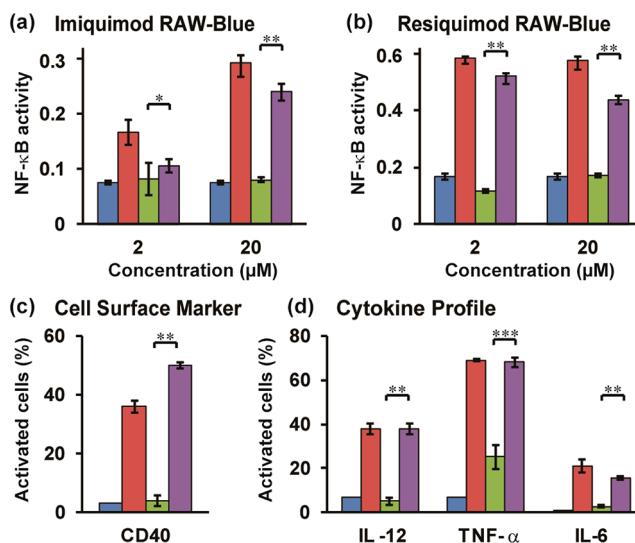 (a) Imiquimod RAW-Blue
NF-κB activity
0.3
0.2
0.1
0
*
**
2
20
Concentration (μM)
(b) Resiquimod RAW-Blue
NF-κB activity
0.6
0.4
0.2
0
**
**
2
20
Concentration (μM)
(c) Cell Surface Marker
Activated cells (%)
60
40
20
0
**
CD40
(d) Cytokine Profile
Activated cells (%)
80
60
40
20
0
**
***
**
IL -12
TNF- α
IL-6